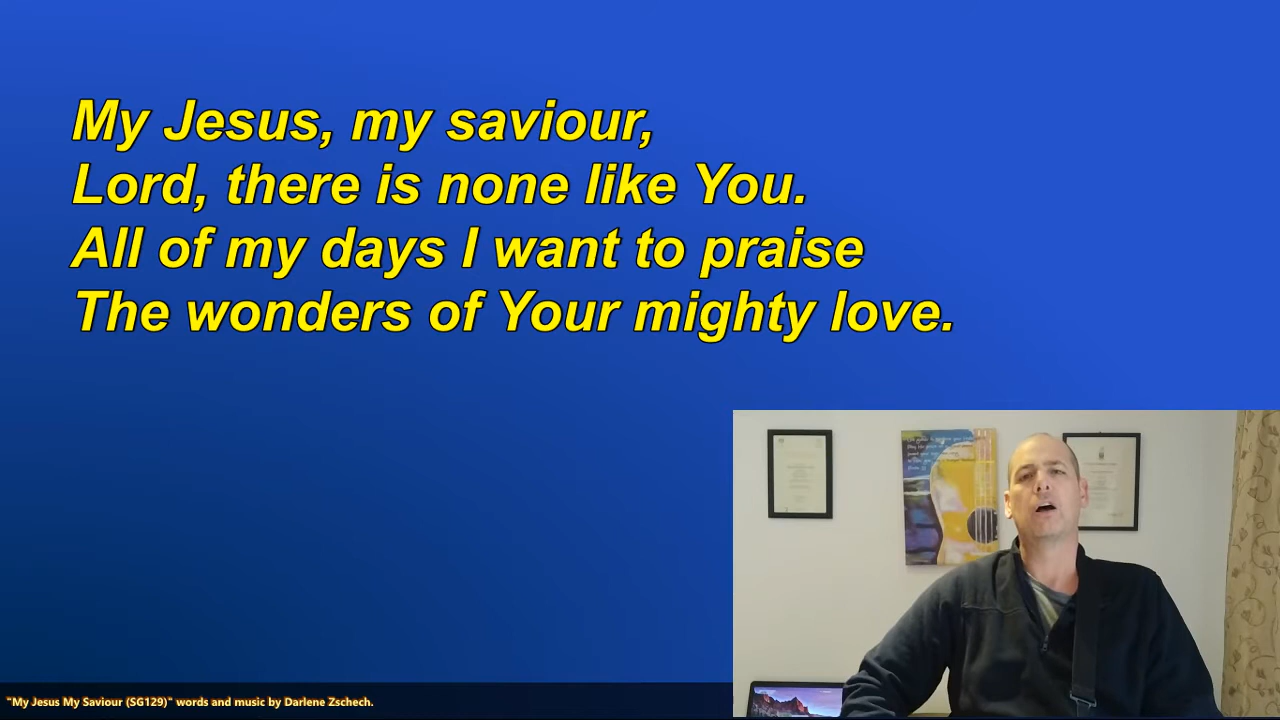 My Jesus, my saviour,
Lord, there is none like You.
All of my days I want to praise
The wonders of Your mighty love.
"My Jesus My Saviour (SG129)" words and music by Darlene Zschech.